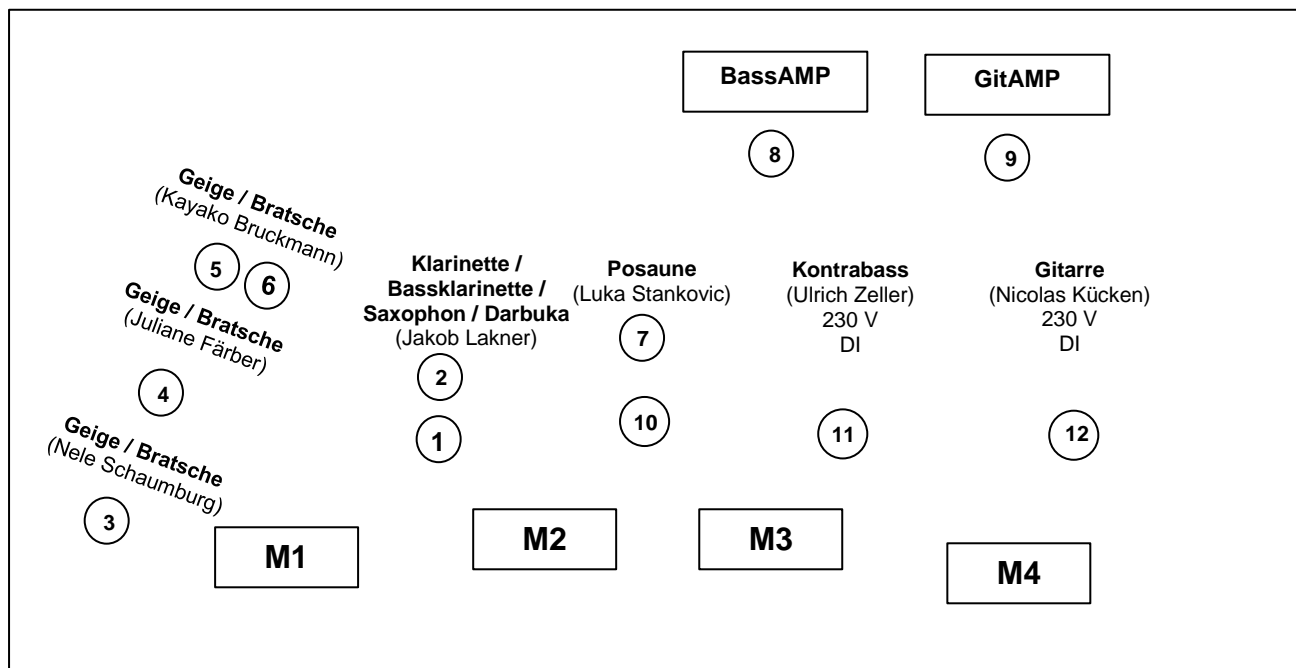 BassAMP
GitAMP
8
9
Geige / Bratsche
(Kayako Bruckmann)
5
6
Geige / Bratsche
(Juliane Färber)
4
Geige / Bratsche
(Nele Schaumburg)
3
Klarinette /
Bassklarinette /
Saxophon / Darbuka
(Jakob Lakner)
2
1
Posaune
(Luka Stankovic)
7
10
Kontrabass
(Ulrich Zeller)
230 V
DI
11
Gitarre
(Nicolas Kücken)
230 V
DI
12
M1
M2
M3
M4